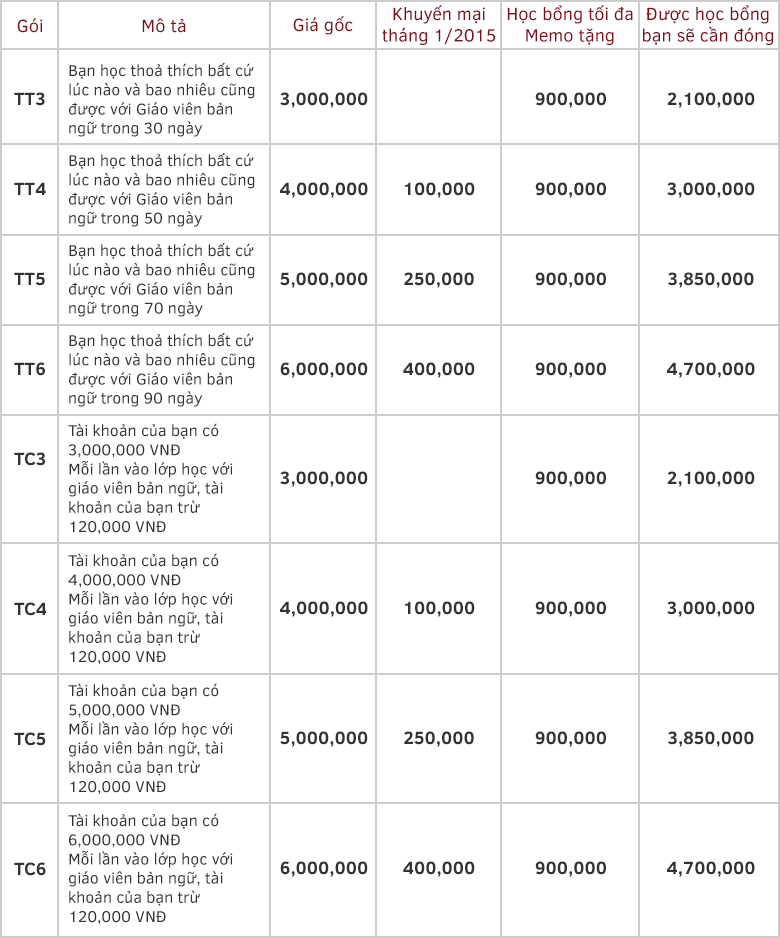 Gói
Mô tả
Giá gốc
Khuyến mại
tháng 1/2015
Học bổng tối đa
Memo tặng
Được học bổng
bạn sẽ cần đóng
TT3
Bạn học thoả thích bất cứ
lúc nào và bao nhiêu cũng
được với Giáo viên bản
ngữ trong 30 ngày
3,000,000
900,000
2,100,000
TT4
Bạn học thoả thích bất cứ
lúc nào và bao nhiêu cũng
được với Giáo viên bản
ngữ trong 50 ngày
4,000,000
100,000
900,000
3,000,000
TT5
Bạn học thoả thích bất cứ
lúc nào và bao nhiêu cũng
được với Giáo viên bản
ngữ trong 70 ngày
5,000,000
250,000
900,000
3,850,000
TT6
Bạn học thoả thích bất cứ
lúc nào và bao nhiêu cũng
được với Giáo viên bản
ngữ trong 90 ngày
6,000,000
400,000
900,000
4,700,000
TC3
Tài khoản của bạn có
3,000,000 VNĐ
Mỗi lần vào lớp học với
giáo viên bản ngữ, tài
khoản của bạn trừ
120,000 VNĐ
3,000,000
900,000
2,100,000
TC4
Tài khoản của bạn có
4,000,000 VNĐ
Mỗi lần vào lớp học với
giáo viên bản ngữ, tài
khoản của bạn trừ
120,000 VNĐ
4,000,000
100,000
900,000
3,000,000
TC5
Tài khoản của bạn có
5,000,000 VNĐ
Mỗi lần vào lớp học với
giáo viên bản ngữ, tài
khoản của bạn trừ
120,000 VNĐ
5,000,000
250,000
900,000
3,850,000
TC6
Tài khoản của bạn có
6,000,000 VNĐ
Mỗi lần vào lớp học với
giáo viên bản ngữ, tài
khoản của bạn trừ
120,000 VNĐ
6,000,000
400,000
900,000
4,700,000